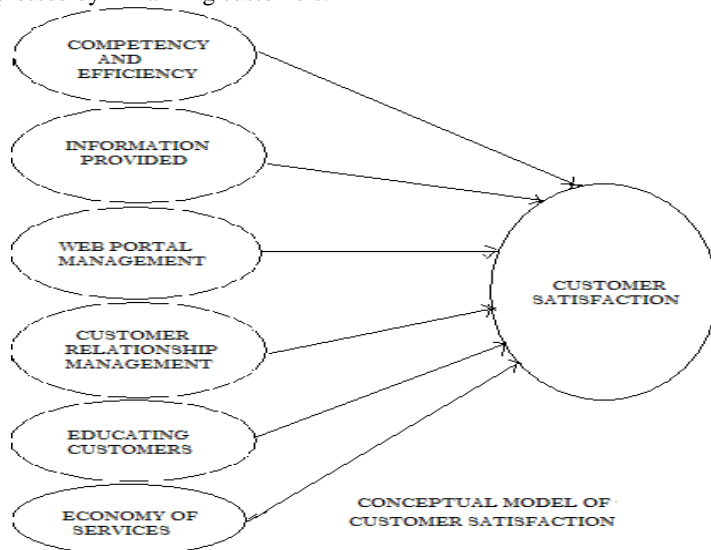 COMPETENCY
AND
EFFICIENCY
INFORMATION
PROVIDED
WEB PORTAL
MANAGEMENT
CUSTOMER
RELATIONSHIP
MANAGEMENT
EDUCATING
CUSTOMERS
ECONOMY OF
SERVICES
CUSTOMER
SATISFACTION
CONCEPTUAL MODEL OF
CUSTOMER SATISFACTION